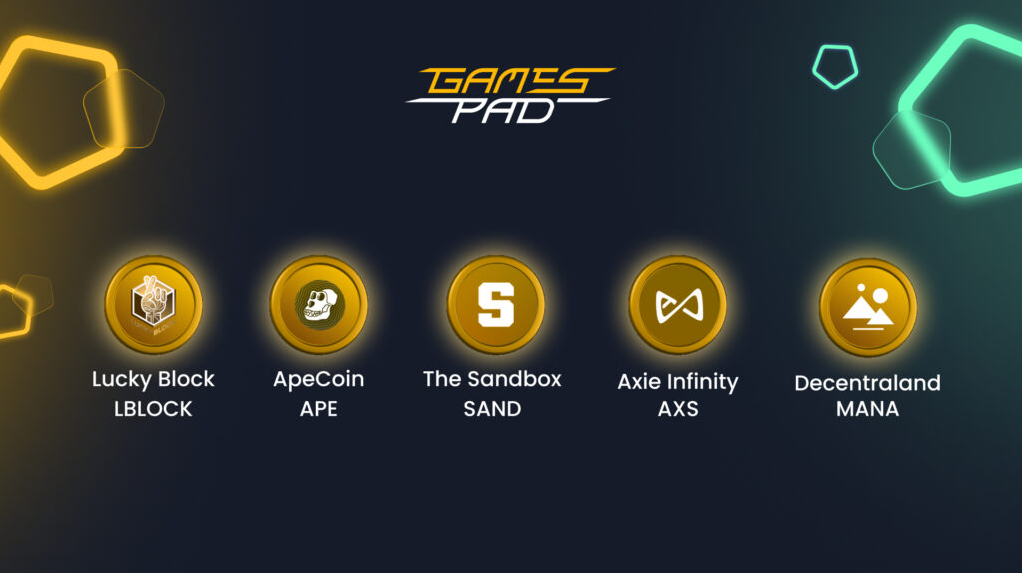 GAMES
PAD
Lucky Block
LBLOCK
ApeCoin
APE
The Sandbox
SAND
Axie Infinity
AXS
Decentraland
MANA
S